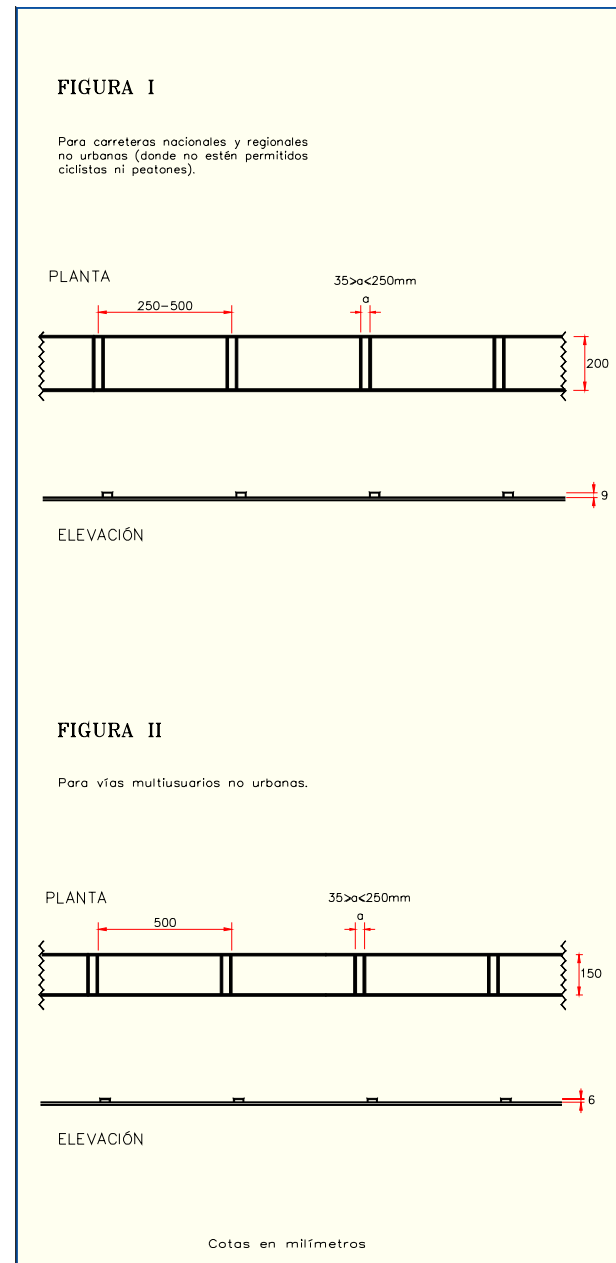 FIGURA I
Para carreteras nacionales y regionales
no urbanas (donde no estén permitidos
ciclistas ni peatones).
PLANTA
35>a<250mm
a
250-500
200
9
ELEVACIÓN
FIGURA II
Para vías multiusuarios no urbanas.
PLANTA
35>a<250mm
a
500
150
6
ELEVACIÓN
Cotas en milímetros